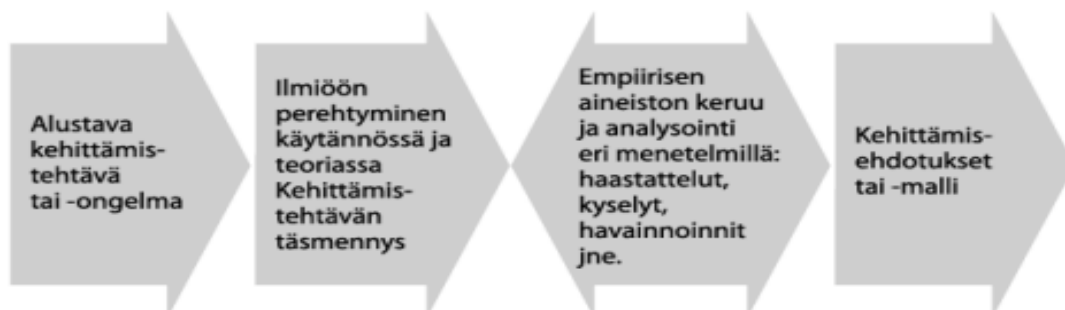 Alustava
kehittämis-
tehtävä
tai -ongelma
Ilmiöön
perehtyminen
käytännössä ja
teoriassa
Kehittämis-
tehtävän
täsmennys
Empiirisen
aineiston keruu
ja analysointi
eri menetelmillä:
haastattelut,
kyselyt,
havainnoinnit
jne.
Kehittämis-
ehdotukset
tai -malli